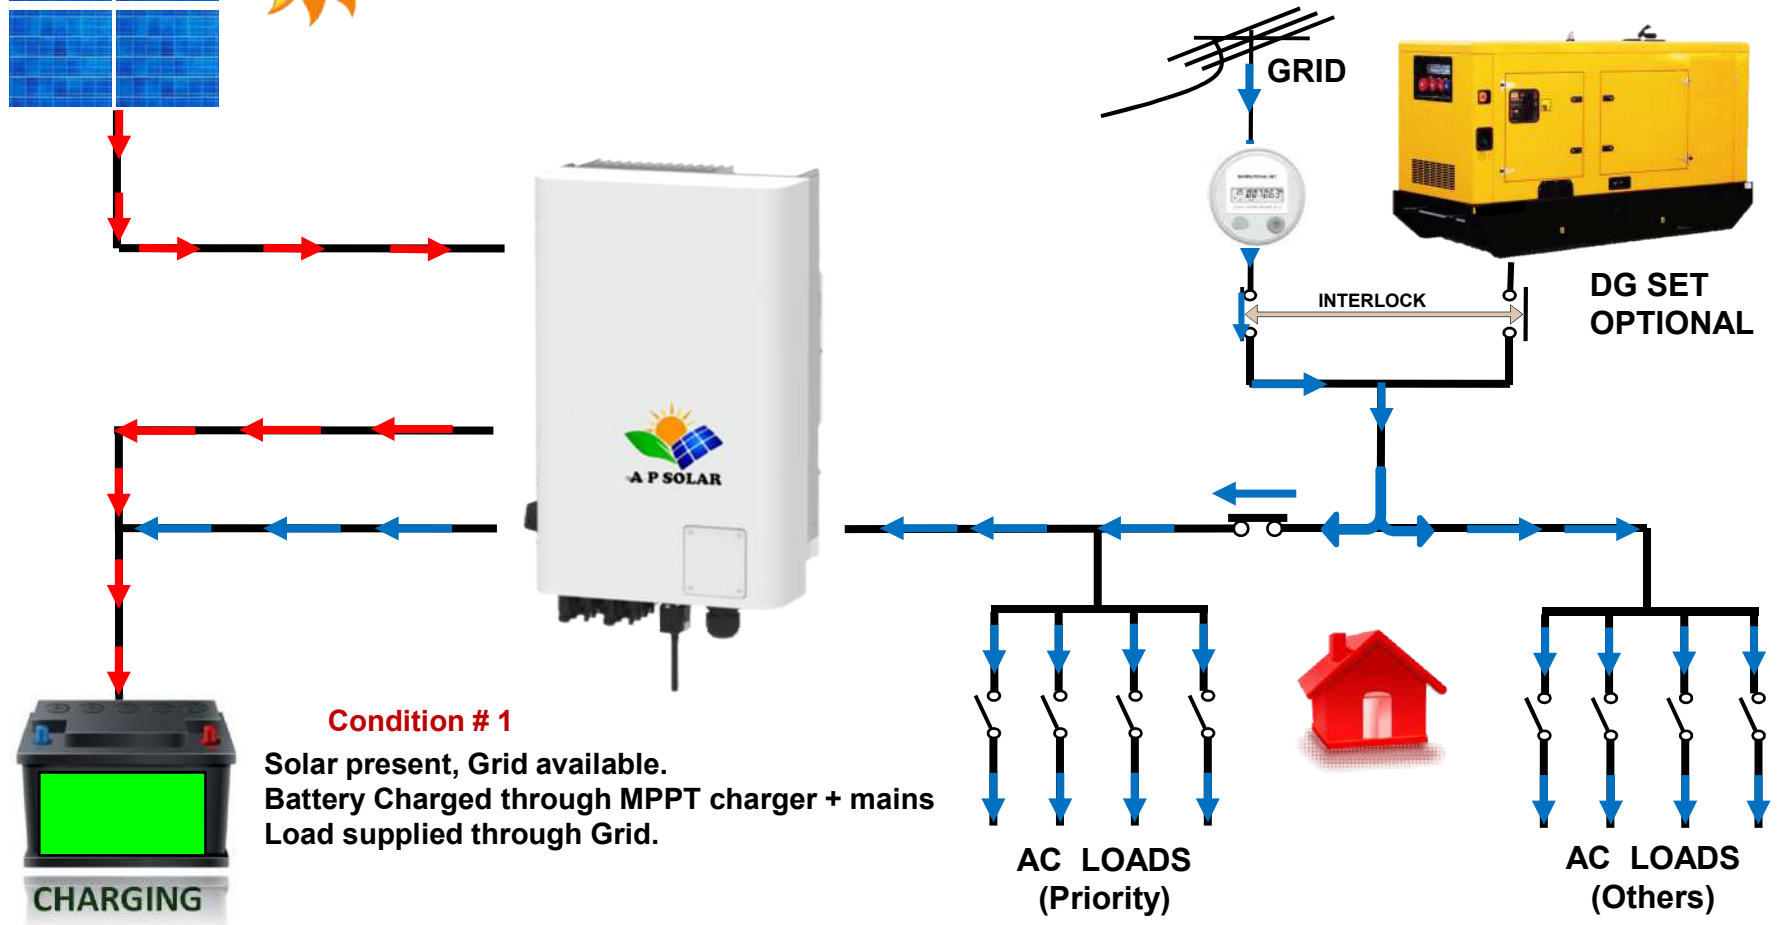 GRID
INTERLOCK
DG SET
OPTIONAL
A P SOLAR
Condition # 1
Solar present, Grid available.
Battery Charged through MPPT charger + mains
Load supplied through Grid.
CHARGING
AC LOADS
(Priority)
AC LOADS
(Others)